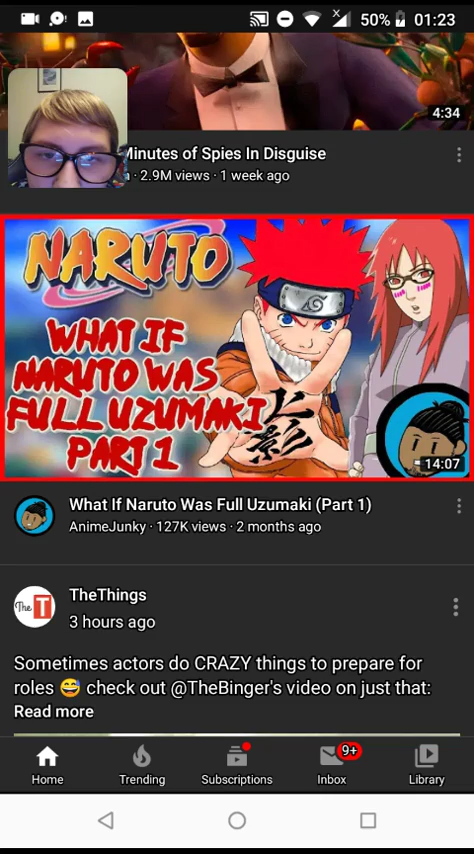 50% 01:23
4:34
Minutes of Spies In Disguise
· 2.9M views · 1 week ago
NARUTO
WHAT IF
NARUTO WAS
FULL UZUMAKI
PART 1
14:07
What If Naruto Was Full Uzumaki (Part 1)
AnimeJunky · 127K views · 2 months ago
The T
TheThings
3 hours ago
Sometimes actors do CRAZY things to prepare for
roles 😅 check out @TheBinger's video on just that:
Read more
9+
Home Trending Subscriptions Inbox Library